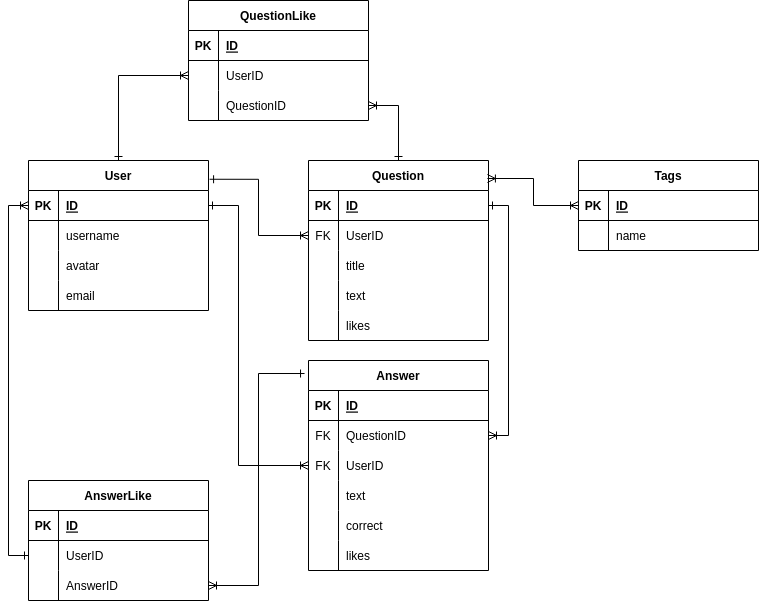 QuestionLike
PK ID
UserID
QuestionID
User
PK ID
username
avatar
email
Question
PK ID
FK UserID
title
text
likes
Tags
PK ID
name
Answer
PK ID
FK QuestionID
FK UserID
text
correct
likes
AnswerLike
PK ID
UserID
AnswerID